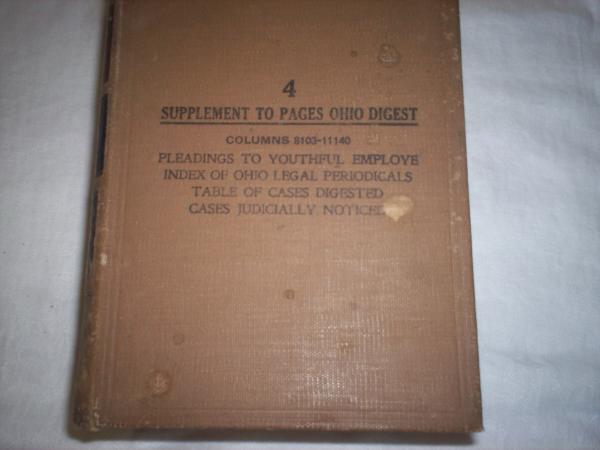 4
SUPPLEMENT TO PAGES OHIO DIGEST
COLUMNS 8103-11140
PLEADINGS TO YOUTHFUL EMPLOYE
INDEX OF OHIO LEGAL PERIODICALS
TABLE OF CASES DIGESTED
CASES JUDICIALLY NOTICED